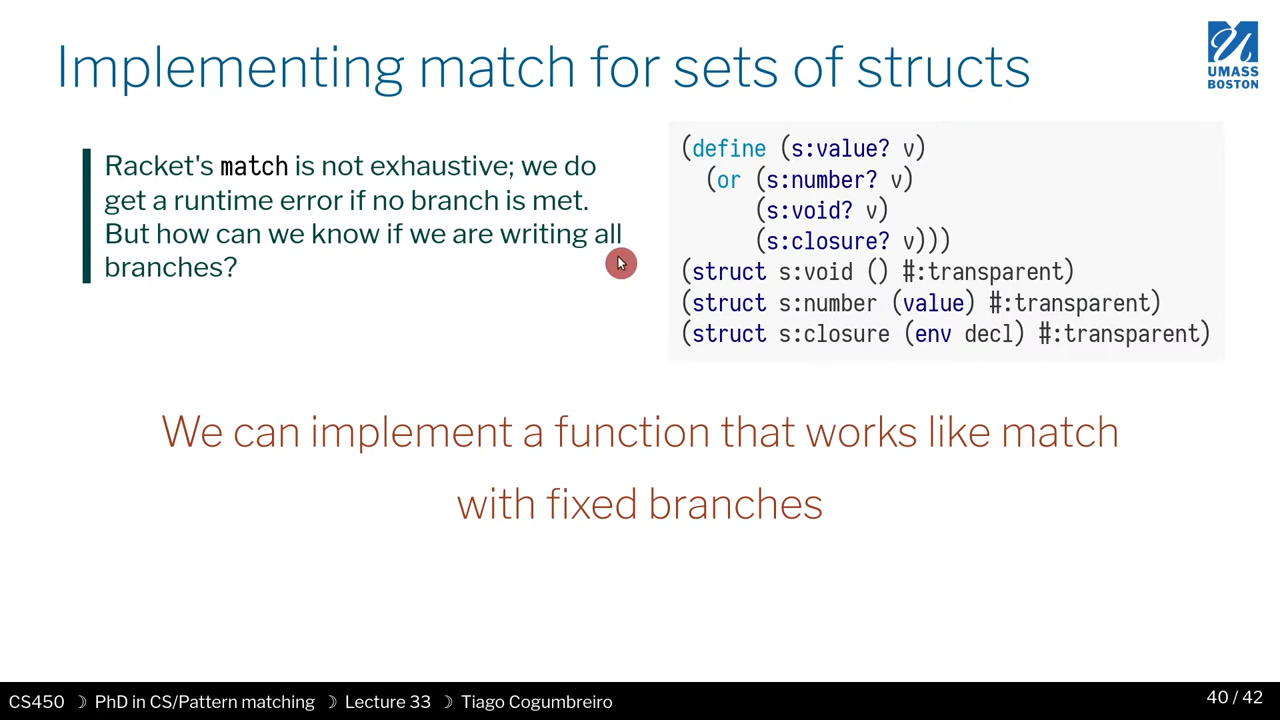 Implementing match for sets of structs
UMASS
BOSTON
Racket's match is not exhaustive; we do
get a runtime error if no branch is met.
But how can we know if we are writing all
branches?
(define (s:value? v)
(or (s:number? v)
(s:void? v)
(s:closure? v)))
(struct s:void () #:transparent)
(struct s:number (value) #:transparent)
(struct s:closure (env decl) #:transparent)
We can implement a function that works like match
with fixed branches
CS450 ☽ PhD in CS/Pattern matching ☽ Lecture 33 ☽ Tiago Cogumbreiro
40 / 42